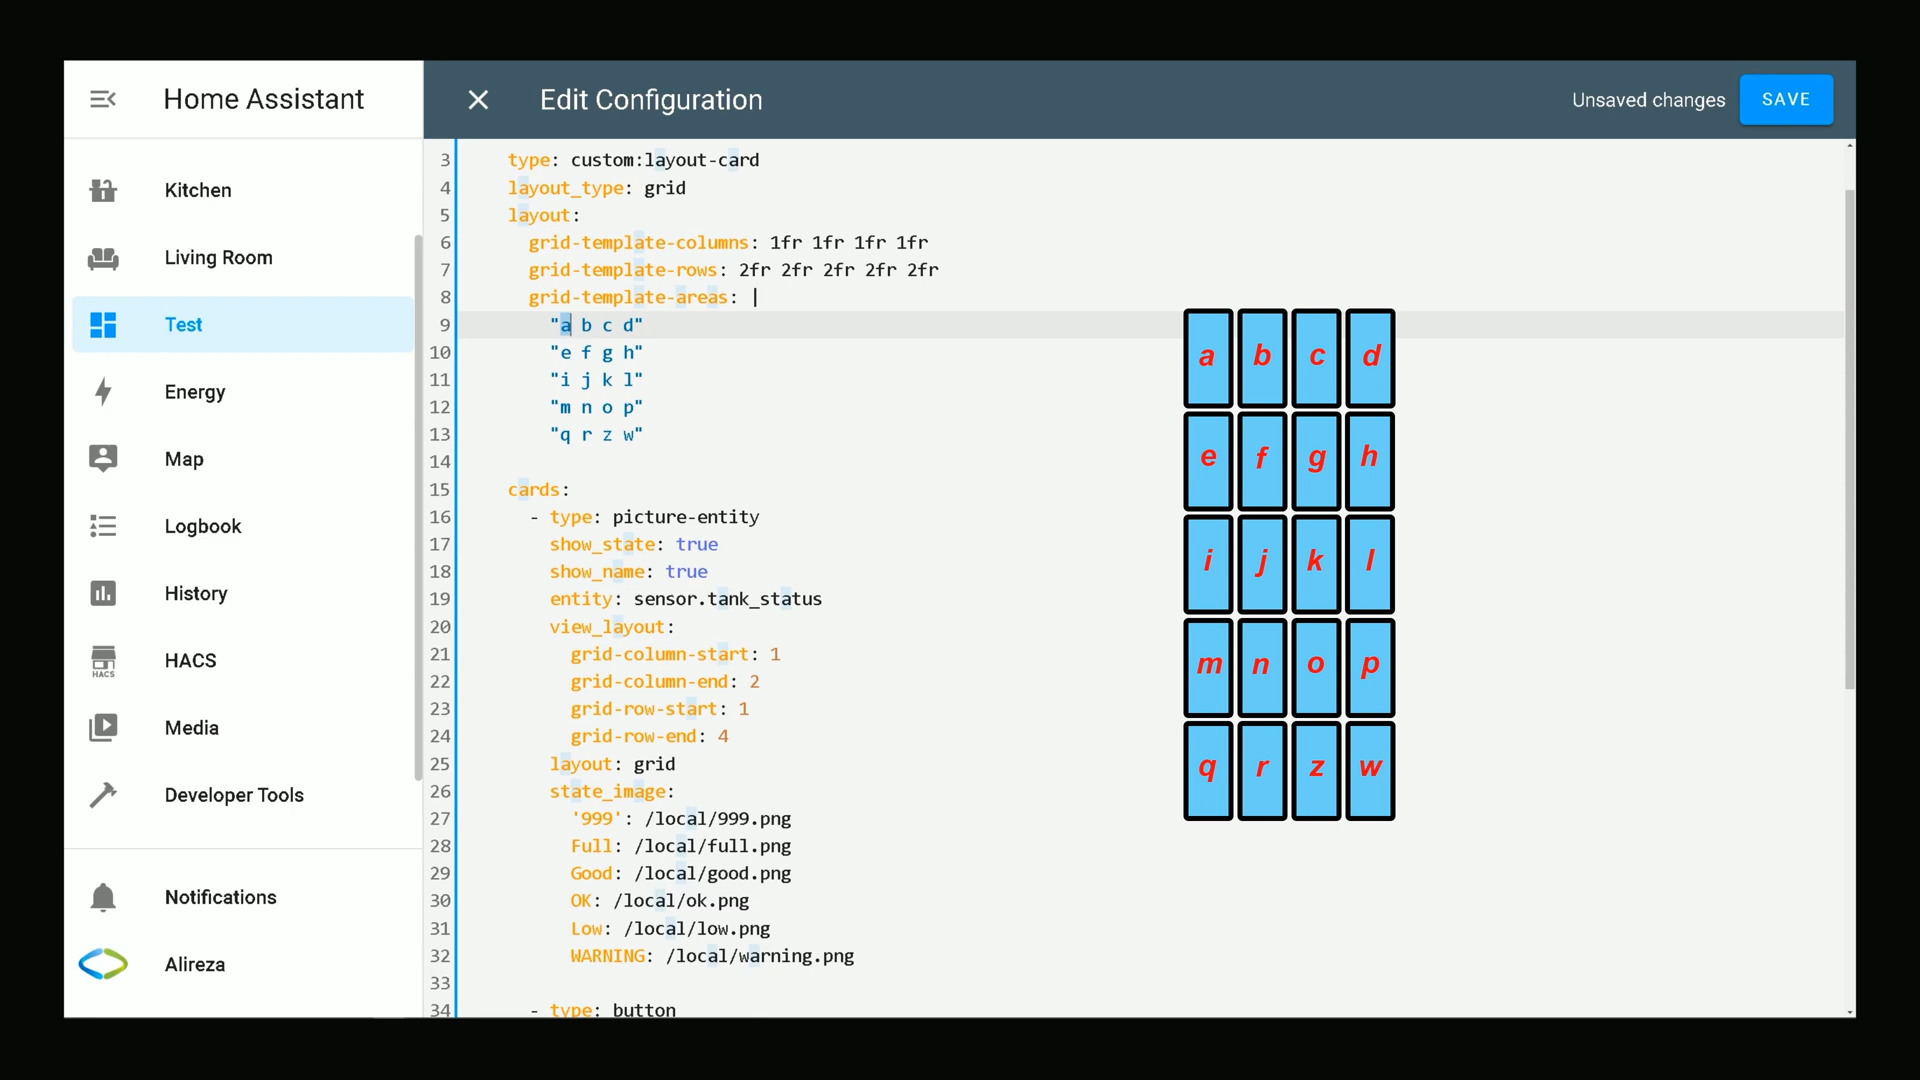 Home Assistant
Edit Configuration
Unsaved changes
SAVE
Kitchen
Living Room
Test
Energy
Map
Logbook
History
HACS
HACS
Media
Developer Tools
Notifications
Alireza
3 type: custom:layout-card
4 layout_type: grid
5 layout:
6 grid-template-columns: 1fr 1fr 1fr 1fr
7 grid-template-rows: 2fr 2fr 2fr 2fr 2fr
8 grid-template-areas: |
9 "a b c d"
10 "e f g h"
11 "i j k l"
12 "m n o p"
13 "q r z w"
14
15 cards:
16 - type: picture-entity
17 show_state: true
18 show_name: true
19 entity: sensor.tank_status
20 view_layout:
21 grid-column-start: 1
22 grid-column-end: 2
23 grid-row-start: 1
24 grid-row-end: 4
25 layout: grid
26 state_image:
27 '999': /local/999.png
28 Full: /local/full.png
29 Good: /local/good.png
30 OK: /local/ok.png
31 Low: /local/low.png
32 WARNING: /local/warning.png
33
34 - type: button
a b c d
e f g h
i j k l
m n o p
q r z w